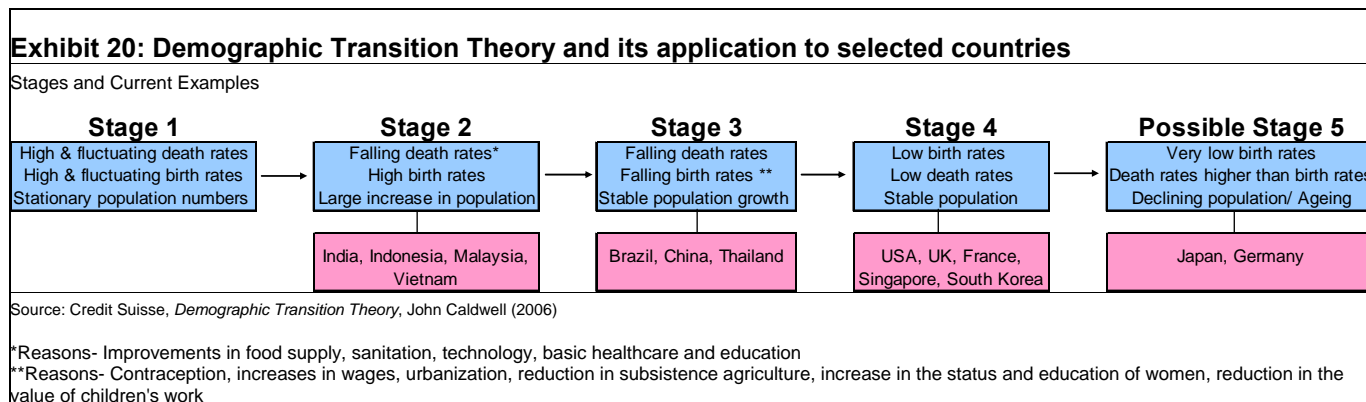 Exhibit 20: Demographic Transition Theory and its application to selected countries
Stages and Current Examples
Stage 1
High & fluctuating death rates
High & fluctuating birth rates
Stationary population numbers
Stage 2
Falling death rates*
High birth rates
Large increase in population
India, Indonesia, Malaysia,
Vietnam
Stage 3
Falling death rates
Falling birth rates **
Stable population growth
Brazil, China, Thailand
Stage 4
Low birth rates
Low death rates
Stable population
USA, UK, France,
Singapore, South Korea
Possible Stage 5
Very low birth rates
Death rates higher than birth rates
Declining population/ Ageing
Japan, Germany
Source: Credit Suisse, Demographic Transition Theory, John Caldwell (2006)
*Reasons- Improvements in food supply, sanitation, technology, basic healthcare and education
**Reasons- Contraception, increases in wages, urbanization, reduction in subsistence agriculture, increase in the status and education of women, reduction in the
value of children's work